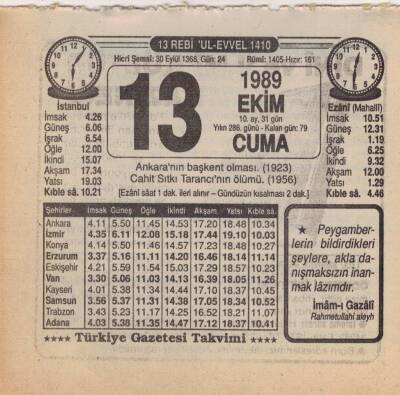 13 REBİ 'UL-EVVEL 1410
Hicrî Şemsî: 30 Eylül 1368, Gün: 24 Rûmî: 1405-Hızır: 161
13
1989
EKİM
10. ay, 31 gün
Yılın 286. günü - Kalan gün: 79
CUMA
İstanbul
İmsak 4.26
Güneş 6.06
İşrak 6.54
Öğle 12.00
İkindi 15.07
Akşam 17.34
Yatsı 19.03
Kıble sâ. 10.21
Ezânî (Mahallî)
İmsak 10.51
Güneş 12.31
İşrak 1.19
Öğle 6.25
İkindi 9.32
Akşam 12.00
Yatsı 1.29
Kıble sâ. 4.46
Ankara'nın başkent olması. (1923)
Cahit Sıtkı Tarancı'nın ölümü. (1956)
[Ezânî sâat 1 dak. ileri alınır – Gündüzün kısalması 2 dak.]
Şehirler İmsak Güneş Öğle İkindi Akşam Yatsı Kıble sâ.
Ankara 4.11 5.50 11.45 14.53 17.20 18.48 10.34
İzmir 4.35 6.11 12.08 15.18 17.44 19.10 10.03
Konya 4.14 5.50 11.46 14.57 17.23 18.48 10.40
Erzurum 3.37 5.16 11.11 14.20 16.46 18.14 11.14
Eskişehir 4.21 5.59 11.54 15.03 17.29 18.57 10.23
Van 3.30 5.06 11.03 14.13 16.39 18.05 11.26
Kayseri 4.01 5.38 11.34 14.44 17.10 18.37 10.45
Samsun 3.56 5.37 11.31 14.38 17.05 18.34 10.52
Trabzon 3.43 5.23 11.17 14.25 16.52 18.21 11.07
Adana 4.03 5.38 11.35 14.47 17.12 18.37 10.41
★ Peygamber-
lerin bildirdikleri
şeylere, akla da-
nışmaksızın inan-
mak lâzımdır.
İmâm-ı Gazâlî
Rahmetullahi aleyh
★★★★ Türkiye Gazetesi Takvimi ★★★★